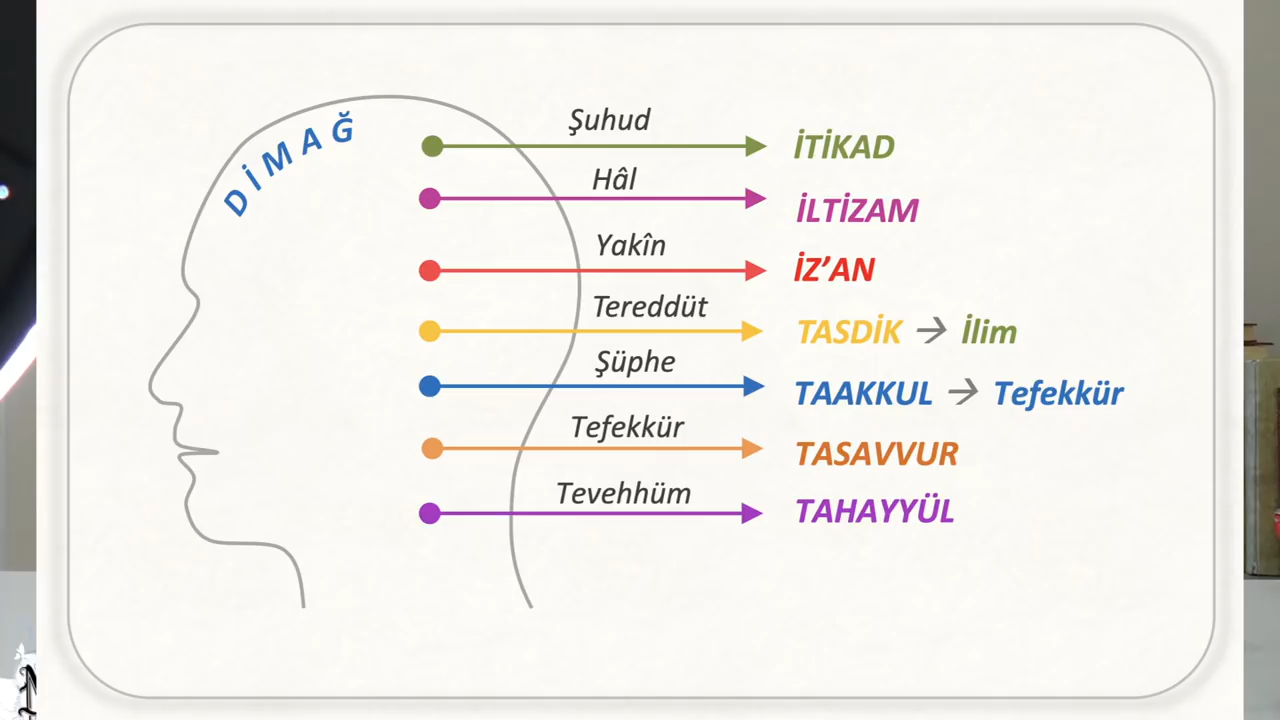 DİMAĞ
Şuhud
İTİKAD
Hâl
İLTİZAM
Yakîn
İZ’AN
Tereddüt
TASDİK → İlim
Şüphe
TAAKKUL → Tefekkür
Tefekkür
TASAVVUR
Tevehhüm
TAHAYYÜL